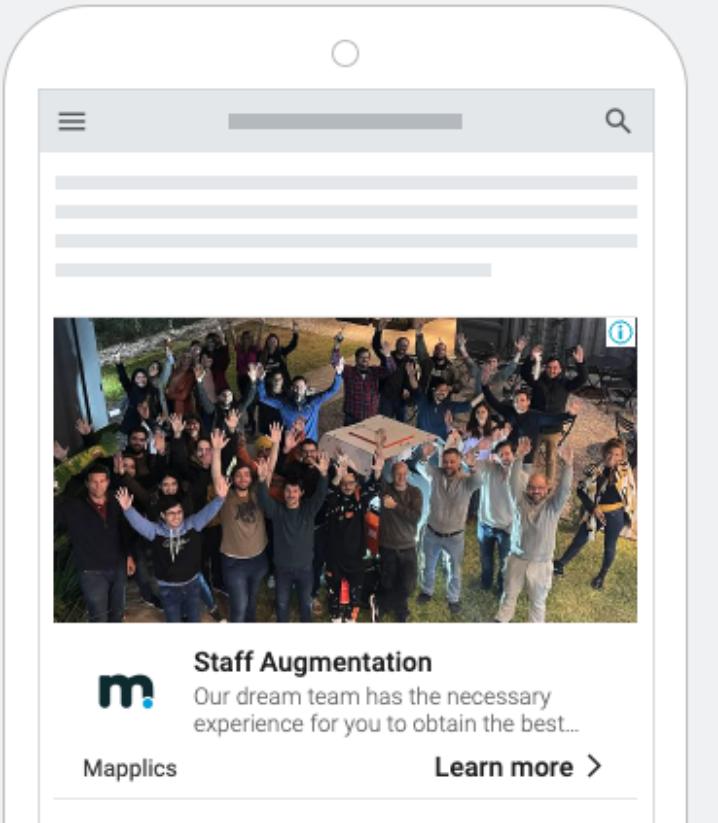 Staff Augmentation
m.
Our dream team has the necessary
experience for you to obtain the best...
Mapplics
Learn more